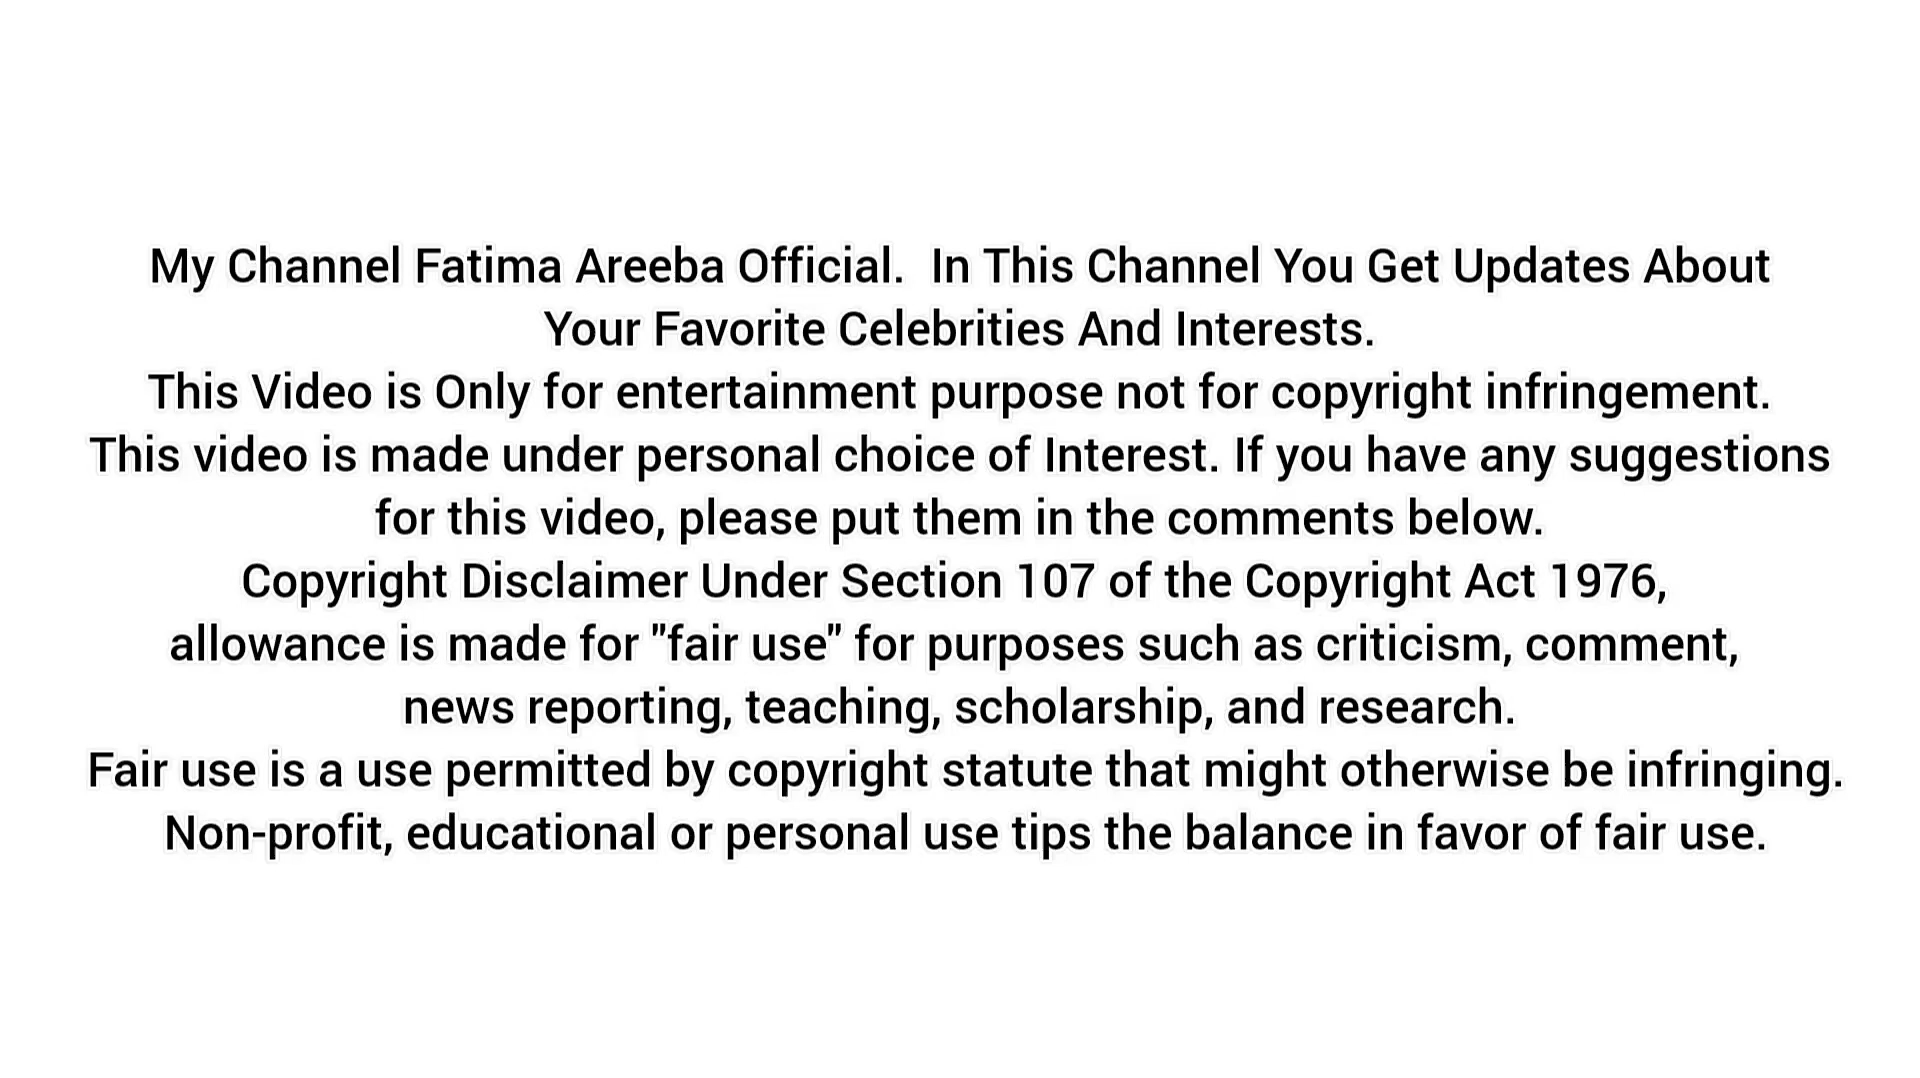 My Channel Fatima Areeba Official.  In This Channel You Get Updates About
Your Favorite Celebrities And Interests.
This Video is Only for entertainment purpose not for copyright infringement.
This video is made under personal choice of Interest. If you have any suggestions
for this video, please put them in the comments below.
Copyright Disclaimer Under Section 107 of the Copyright Act 1976,
allowance is made for "fair use" for purposes such as criticism, comment,
news reporting, teaching, scholarship, and research.
Fair use is a use permitted by copyright statute that might otherwise be infringing.
Non-profit, educational or personal use tips the balance in favor of fair use.